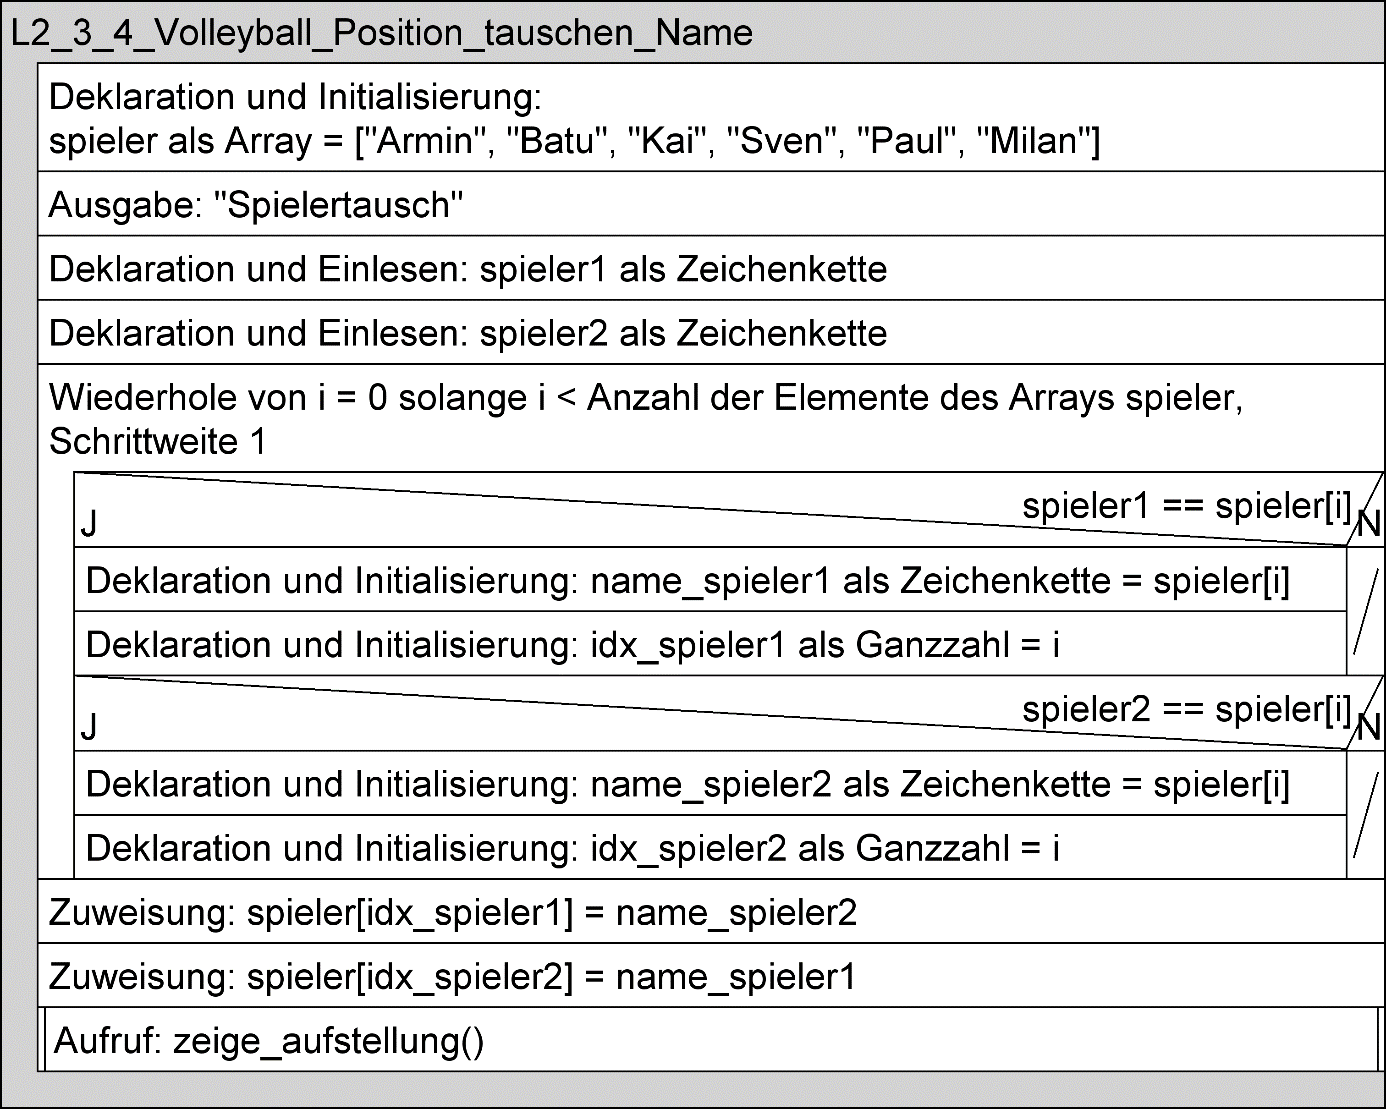 L2_3_4_Volleyball_Position_tauschen_Name
Deklaration und Initialisierung:
spieler als Array = ["Armin", "Batu", "Kai", "Sven", "Paul", "Milan"]
Ausgabe: "Spielertausch"
Deklaration und Einlesen: spieler1 als Zeichenkette
Deklaration und Einlesen: spieler2 als Zeichenkette
Wiederhole von i = 0 solange i < Anzahl der Elemente des Arrays spieler,
Schrittweite 1
spieler1 == spieler[i]
J N
Deklaration und Initialisierung: name_spieler1 als Zeichenkette = spieler[i]
Deklaration und Initialisierung: idx_spieler1 als Ganzzahl = i
spieler2 == spieler[i]
J N
Deklaration und Initialisierung: name_spieler2 als Zeichenkette = spieler[i]
Deklaration und Initialisierung: idx_spieler2 als Ganzzahl = i
Zuweisung: spieler[idx_spieler1] = name_spieler2
Zuweisung: spieler[idx_spieler2] = name_spieler1
Aufruf: zeige_aufstellung()